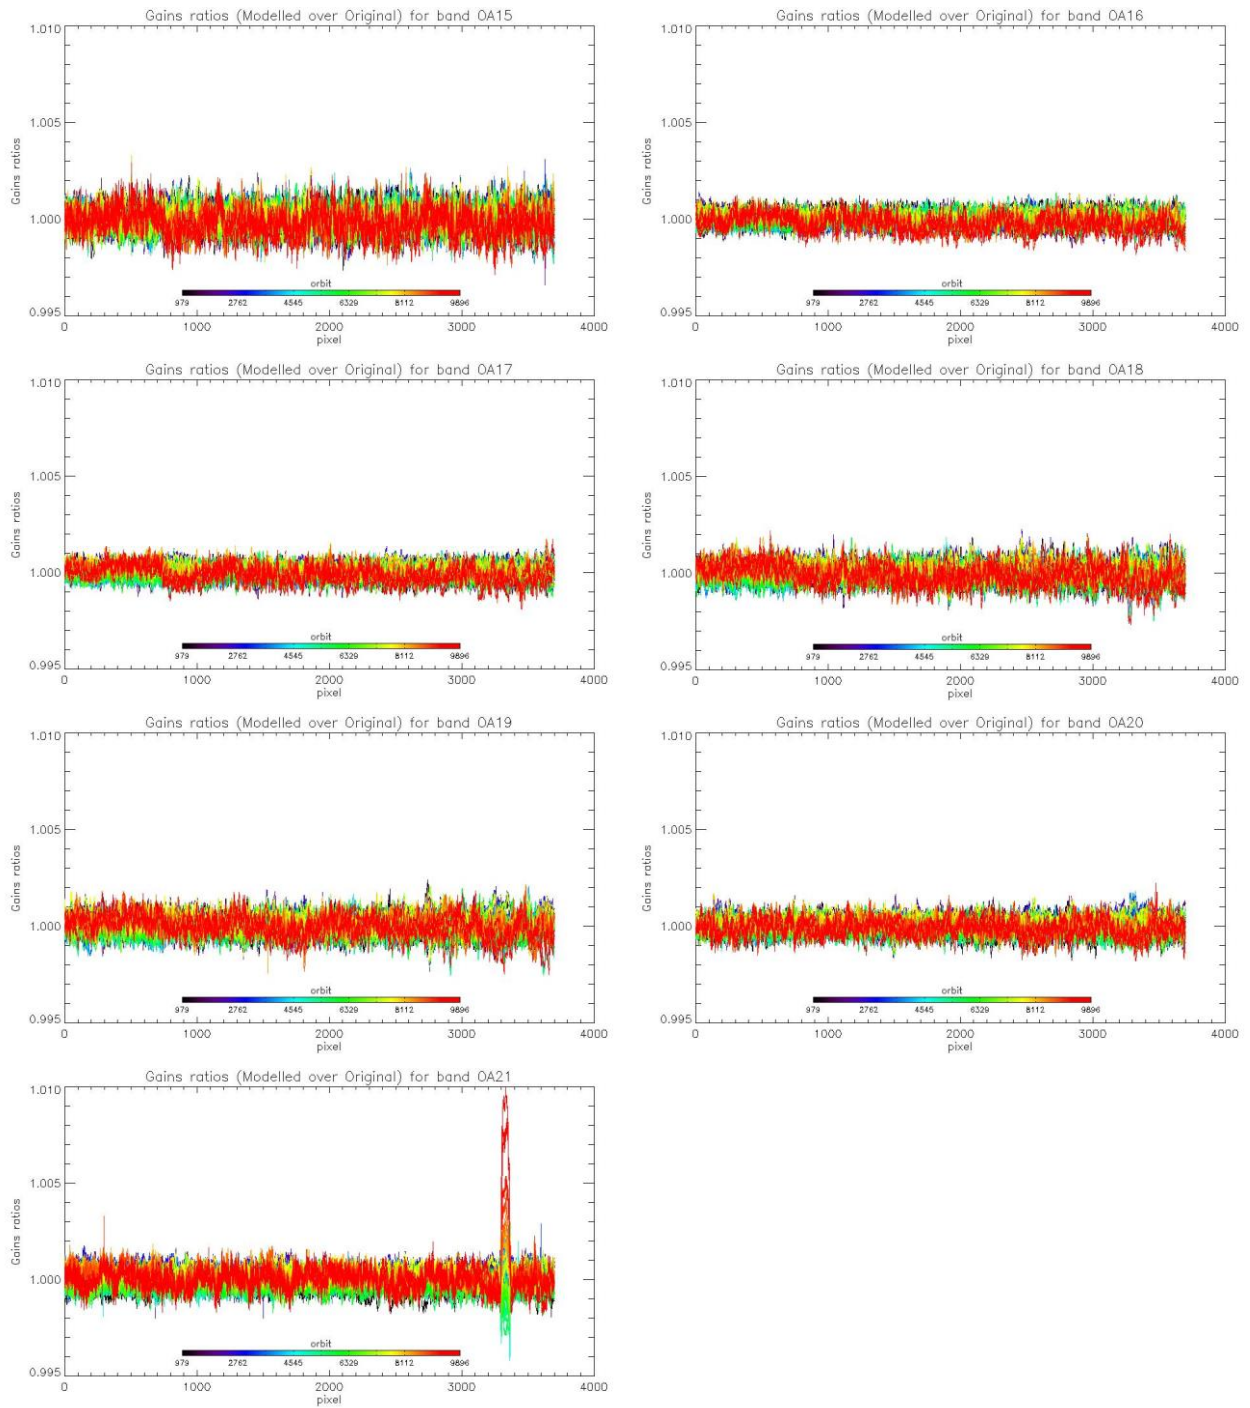 Gains ratios (Modelled over Original) for band OA15
1.010
1.005
1.000
0.995
Gains ratios
orbit
979 2762 4545 6329 8112 9896
0 1000 2000 3000 4000
pixel
Gains ratios (Modelled over Original) for band OA16
1.010
1.005
1.000
0.995
Gains ratios
orbit
979 2762 4545 6329 8112 9896
0 1000 2000 3000 4000
pixel
Gains ratios (Modelled over Original) for band OA17
1.010
1.005
1.000
0.995
Gains ratios
orbit
979 2762 4545 6329 8112 9896
0 1000 2000 3000 4000
pixel
Gains ratios (Modelled over Original) for band OA18
1.010
1.005
1.000
0.995
Gains ratios
orbit
979 2762 4545 6329 8112 9896
0 1000 2000 3000 4000
pixel
Gains ratios (Modelled over Original) for band OA19
1.010
1.005
1.000
0.995
Gains ratios
orbit
979 2762 4545 6329 8112 9896
0 1000 2000 3000 4000
pixel
Gains ratios (Modelled over Original) for band OA20
1.010
1.005
1.000
0.995
Gains ratios
orbit
979 2762 4545 6329 8112 9896
0 1000 2000 3000 4000
pixel
Gains ratios (Modelled over Original) for band OA21
1.010
1.005
1.000
0.995
Gains ratios
orbit
979 2762 4545 6329 8112 9896
0 1000 2000 3000 4000
pixel